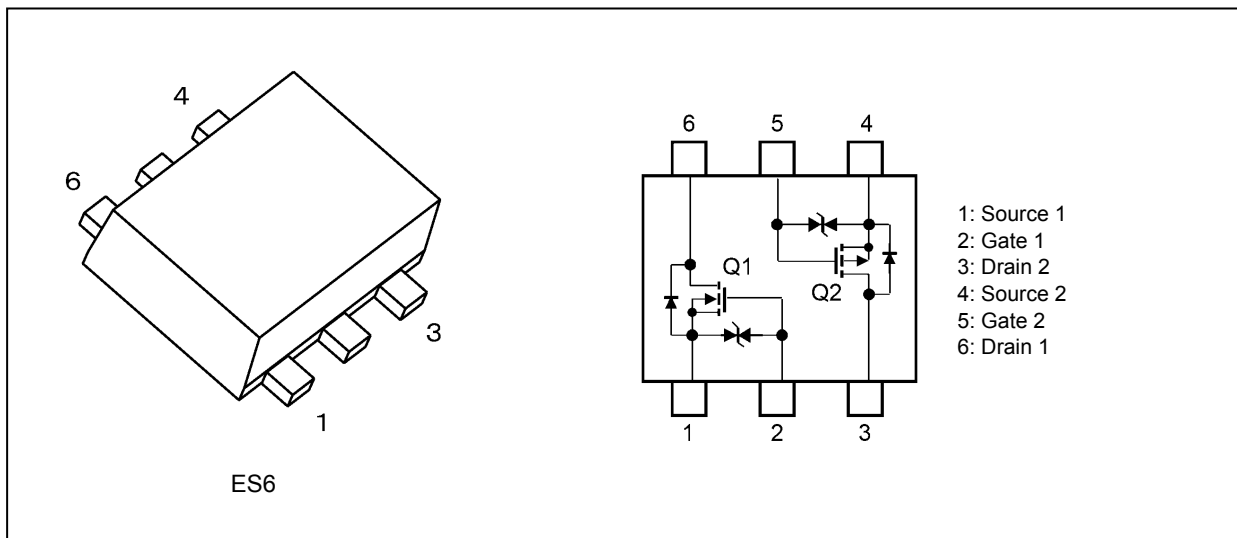 4
6
3
1
ES6
6 5 4
Q1
Q2
1 2 3
1: Source 1
2: Gate 1
3: Drain 2
4: Source 2
5: Gate 2
6: Drain 1